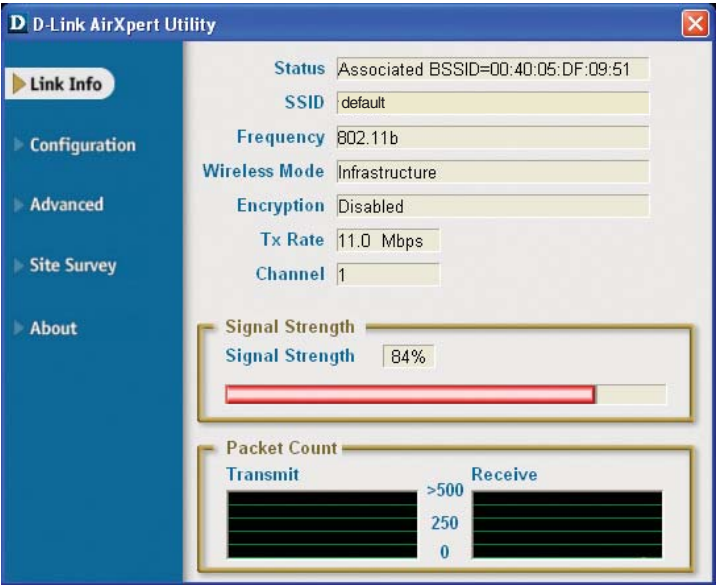 D D-Link AirXpert Utility
Link Info
Configuration
Advanced
Site Survey
About
Status Associated BSSID=00:40:05:DF:09:51
SSID default
Frequency 802.11b
Wireless Mode Infrastructure
Encryption Disabled
Tx Rate 11.0 Mbps
Channel 1
Signal Strength
Signal Strength 84%
Packet Count
Transmit Receive
>500
250
0